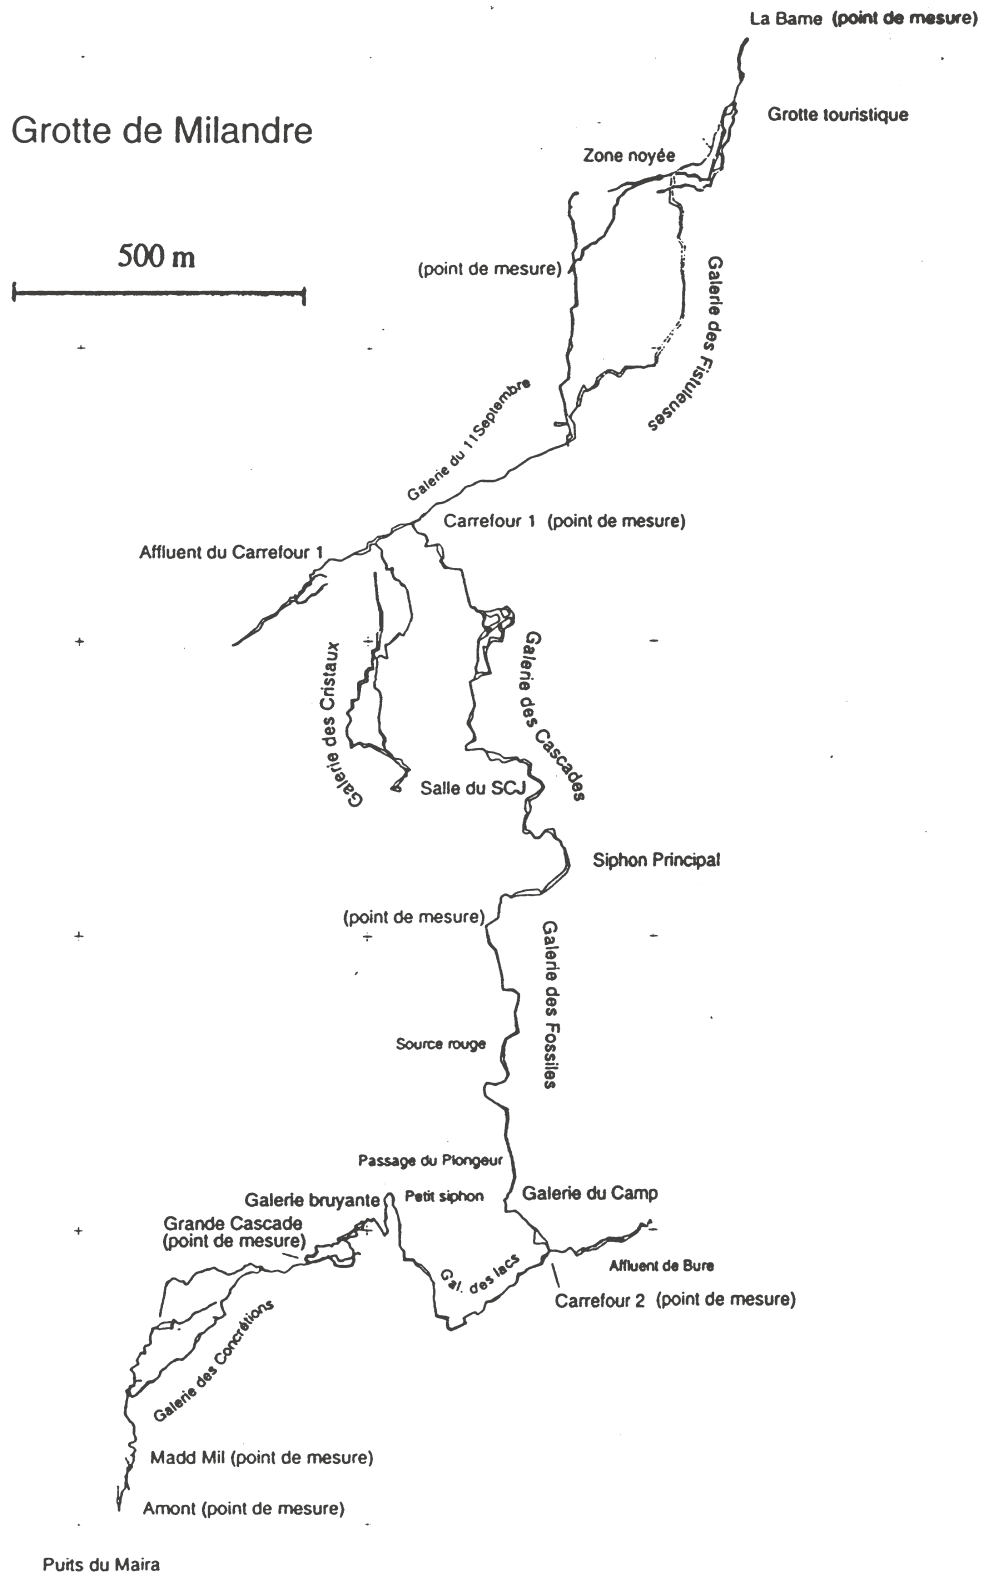 La Bame (point de mesure)
Grotte touristique
Grotte de Milandre
Zone noyée
500 m
(point de mesure)
Galerie des Fistuleuses
Galerie du 11 Septembre
Carrefour 1 (point de mesure)
Affluent du Carrefour 1
Galerie des Cristaux
Galerie des Cascades
Salle du SCJ
Siphon Principal
(point de mesure)
Galerie des Fossiles
Source rouge
Passage du Plongeur
Petit siphon
Galerie du Camp
Galerie bruyante
Grande Cascade
(point de mesure)
Gal. des lacs
Affluent de Bure
Carrefour 2 (point de mesure)
Galerie des Concrétions
Madd Mil (point de mesure)
Amont (point de mesure)
Puits du Maira